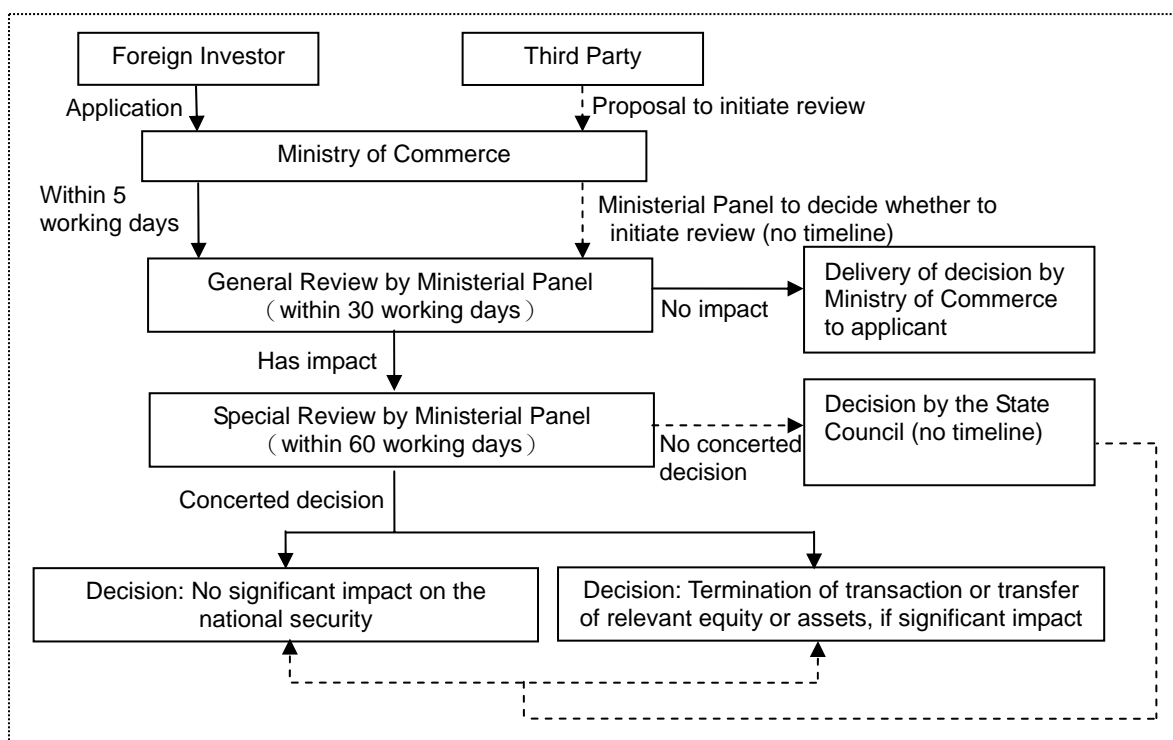 Foreign Investor
Third Party
Application
Proposal to initiate review
Ministry of Commerce
Within 5
working days
Ministerial Panel to decide whether to
initiate review (no timeline)
General Review by Ministerial Panel
（within 30 working days）
No impact
Delivery of decision by
Ministry of Commerce
to applicant
Has impact
Special Review by Ministerial Panel
（within 60 working days）
No concerted
decision
Decision by the State
Council (no timeline)
Concerted decision
Decision: No significant impact on the
national security
Decision: Termination of transaction or transfer
of relevant equity or assets, if significant impact